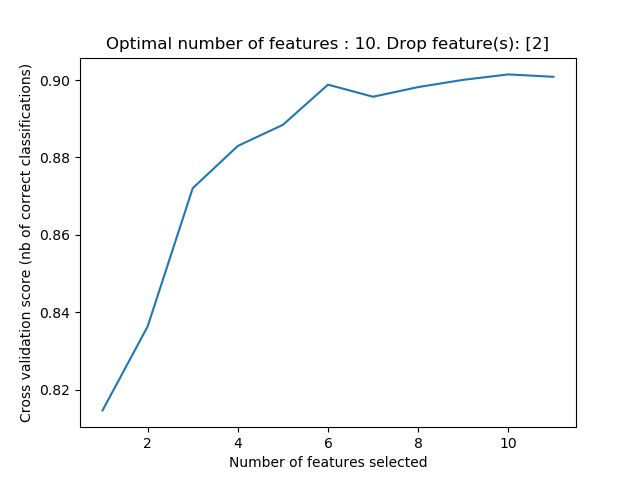 Optimal number of features : 10. Drop feature(s): [2]
Cross validation score (nb of correct classifications)
0.90
0.88
0.86
0.84
0.82
2 4 6 8 10
Number of features selected